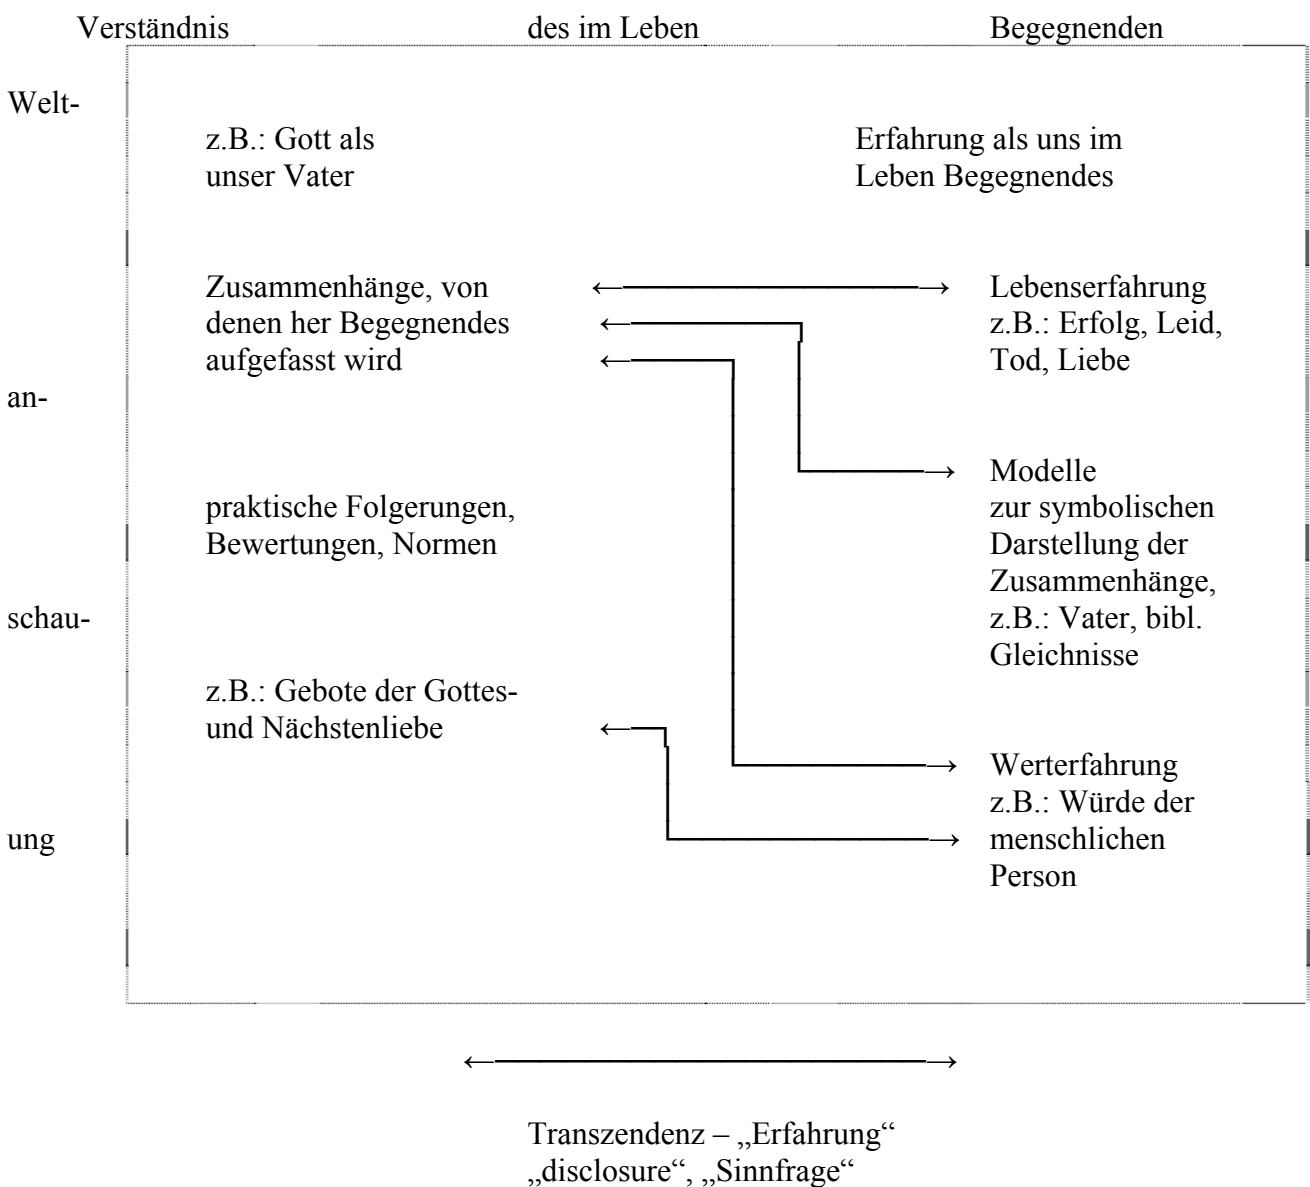 Verständnis des im Leben Begegnenden
Welt-
z.B.: Gott als Erfahrung als uns im
unser Vater Leben Begegnendes
Zusammenhänge, von ←→ Lebenserfahrung
denen her Begegnendes ← z.B.: Erfolg, Leid,
aufgefasst wird ← Tod, Liebe
an-
→ Modelle
praktische Folgerungen, zur symbolischen
Bewertungen, Normen Darstellung der
Zusammenhänge,
schau- z.B.: Vater, bibl.
Gleichnisse
z.B.: Gebote der Gottes-
und Nächstenliebe ←
→ Werterfahrung
z.B.: Würde der
ung → menschlichen
Person
←→
Transzendenz – „Erfahrung“
„disclosure“, „Sinnfrage“